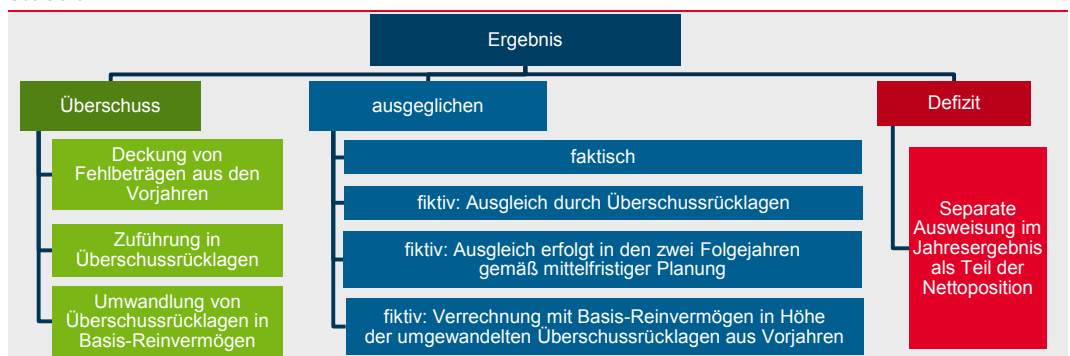 Ergebnis
Überschuss
ausgeglichen
Defizit
Deckung von
Fehlbeträgen aus den
Vorjahren
Zuführung in
Überschussrücklagen
Umwandlung von
Überschussrücklagen in
Basis-Reinvermögen
faktisch
fiktiv: Ausgleich durch Überschussrücklagen
fiktiv: Ausgleich erfolgt in den zwei Folgejahren
gemäß mittelfristiger Planung
fiktiv: Verrechnung mit Basis-Reinvermögen in Höhe
der umgewandelten Überschussrücklagen aus Vorjahren
Separate
Ausweisung im
Jahresergebnis
als Teil der
Nettoposition